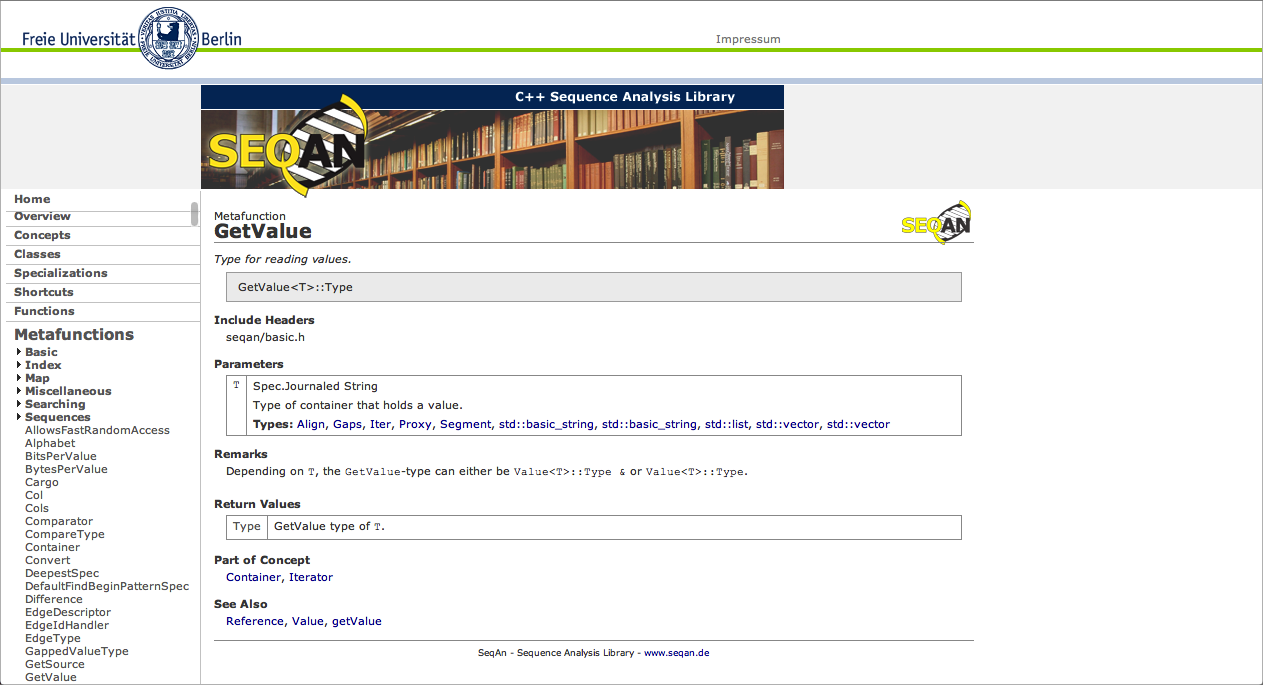 Freie Universität Berlin
Impressum
C++ Sequence Analysis Library
SEQAN
Home
Overview
Concepts
Classes
Specializations
Shortcuts
Functions
Metafunctions
Basic
Index
Map
Miscellaneous
Searching
Sequences
AllowsFastRandomAccess
Alphabet
BitsPerValue
BytesPerValue
Cargo
Col
Cols
Comparator
CompareType
Container
Convert
DeepestSpec
DefaultFindBeginPatternSpec
Difference
EdgeDescriptor
EdgeIdHandler
EdgeType
GappedValueType
GetSource
GetValue
Metafunction
GetValue
SEQAN
Type for reading values.
GetValue<T>::Type
Include Headers
seqan/basic.h
Parameters
T Spec.Journaled String
Type of container that holds a value.
Types: Align, Gaps, Iter, Proxy, Segment, std::basic_string, std::basic_string, std::list, std::vector, std::vector
Remarks
Depending on T, the GetValue-type can either be Value<T>::Type & or Value<T>::Type.
Return Values
Type GetValue type of T.
Part of Concept
Container, Iterator
See Also
Reference, Value, getValue
SeqAn - Sequence Analysis Library - www.seqan.de